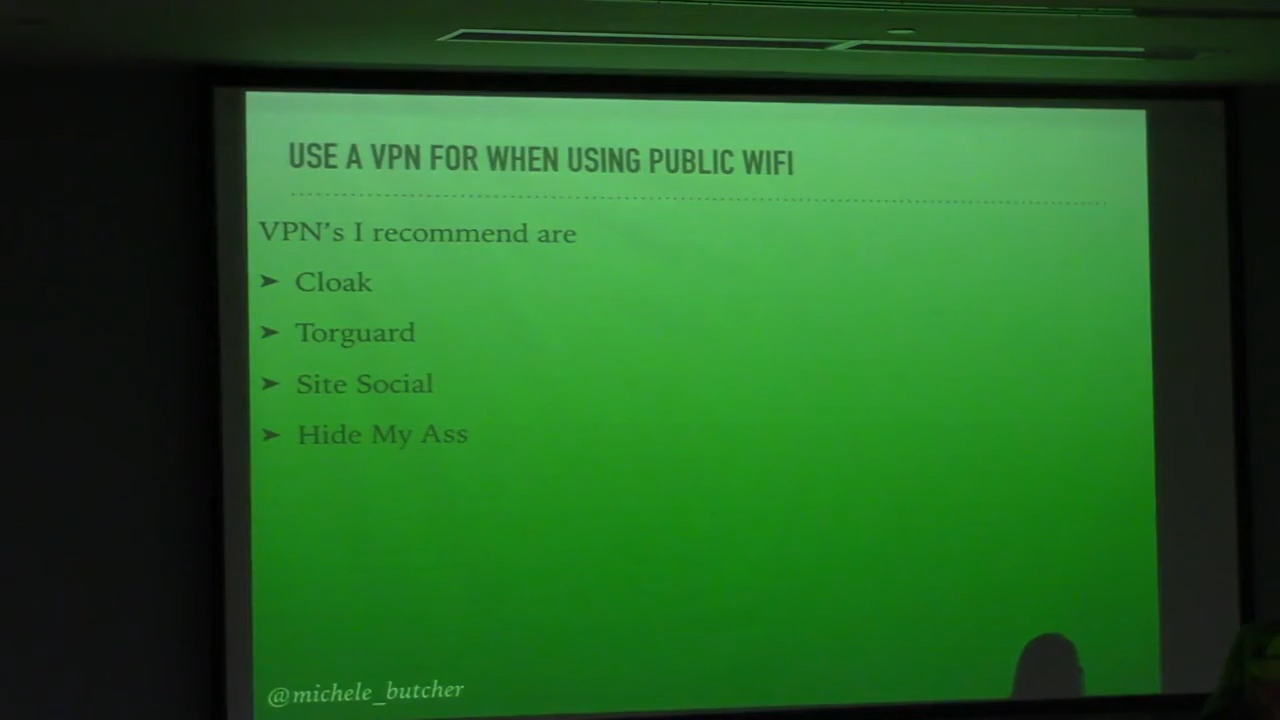 USE A VPN FOR WHEN USING PUBLIC WIFI
VPN's I recommend are
➤ Cloak
➤ Torguard
➤ Site Social
➤ Hide My Ass
@michele_butcher